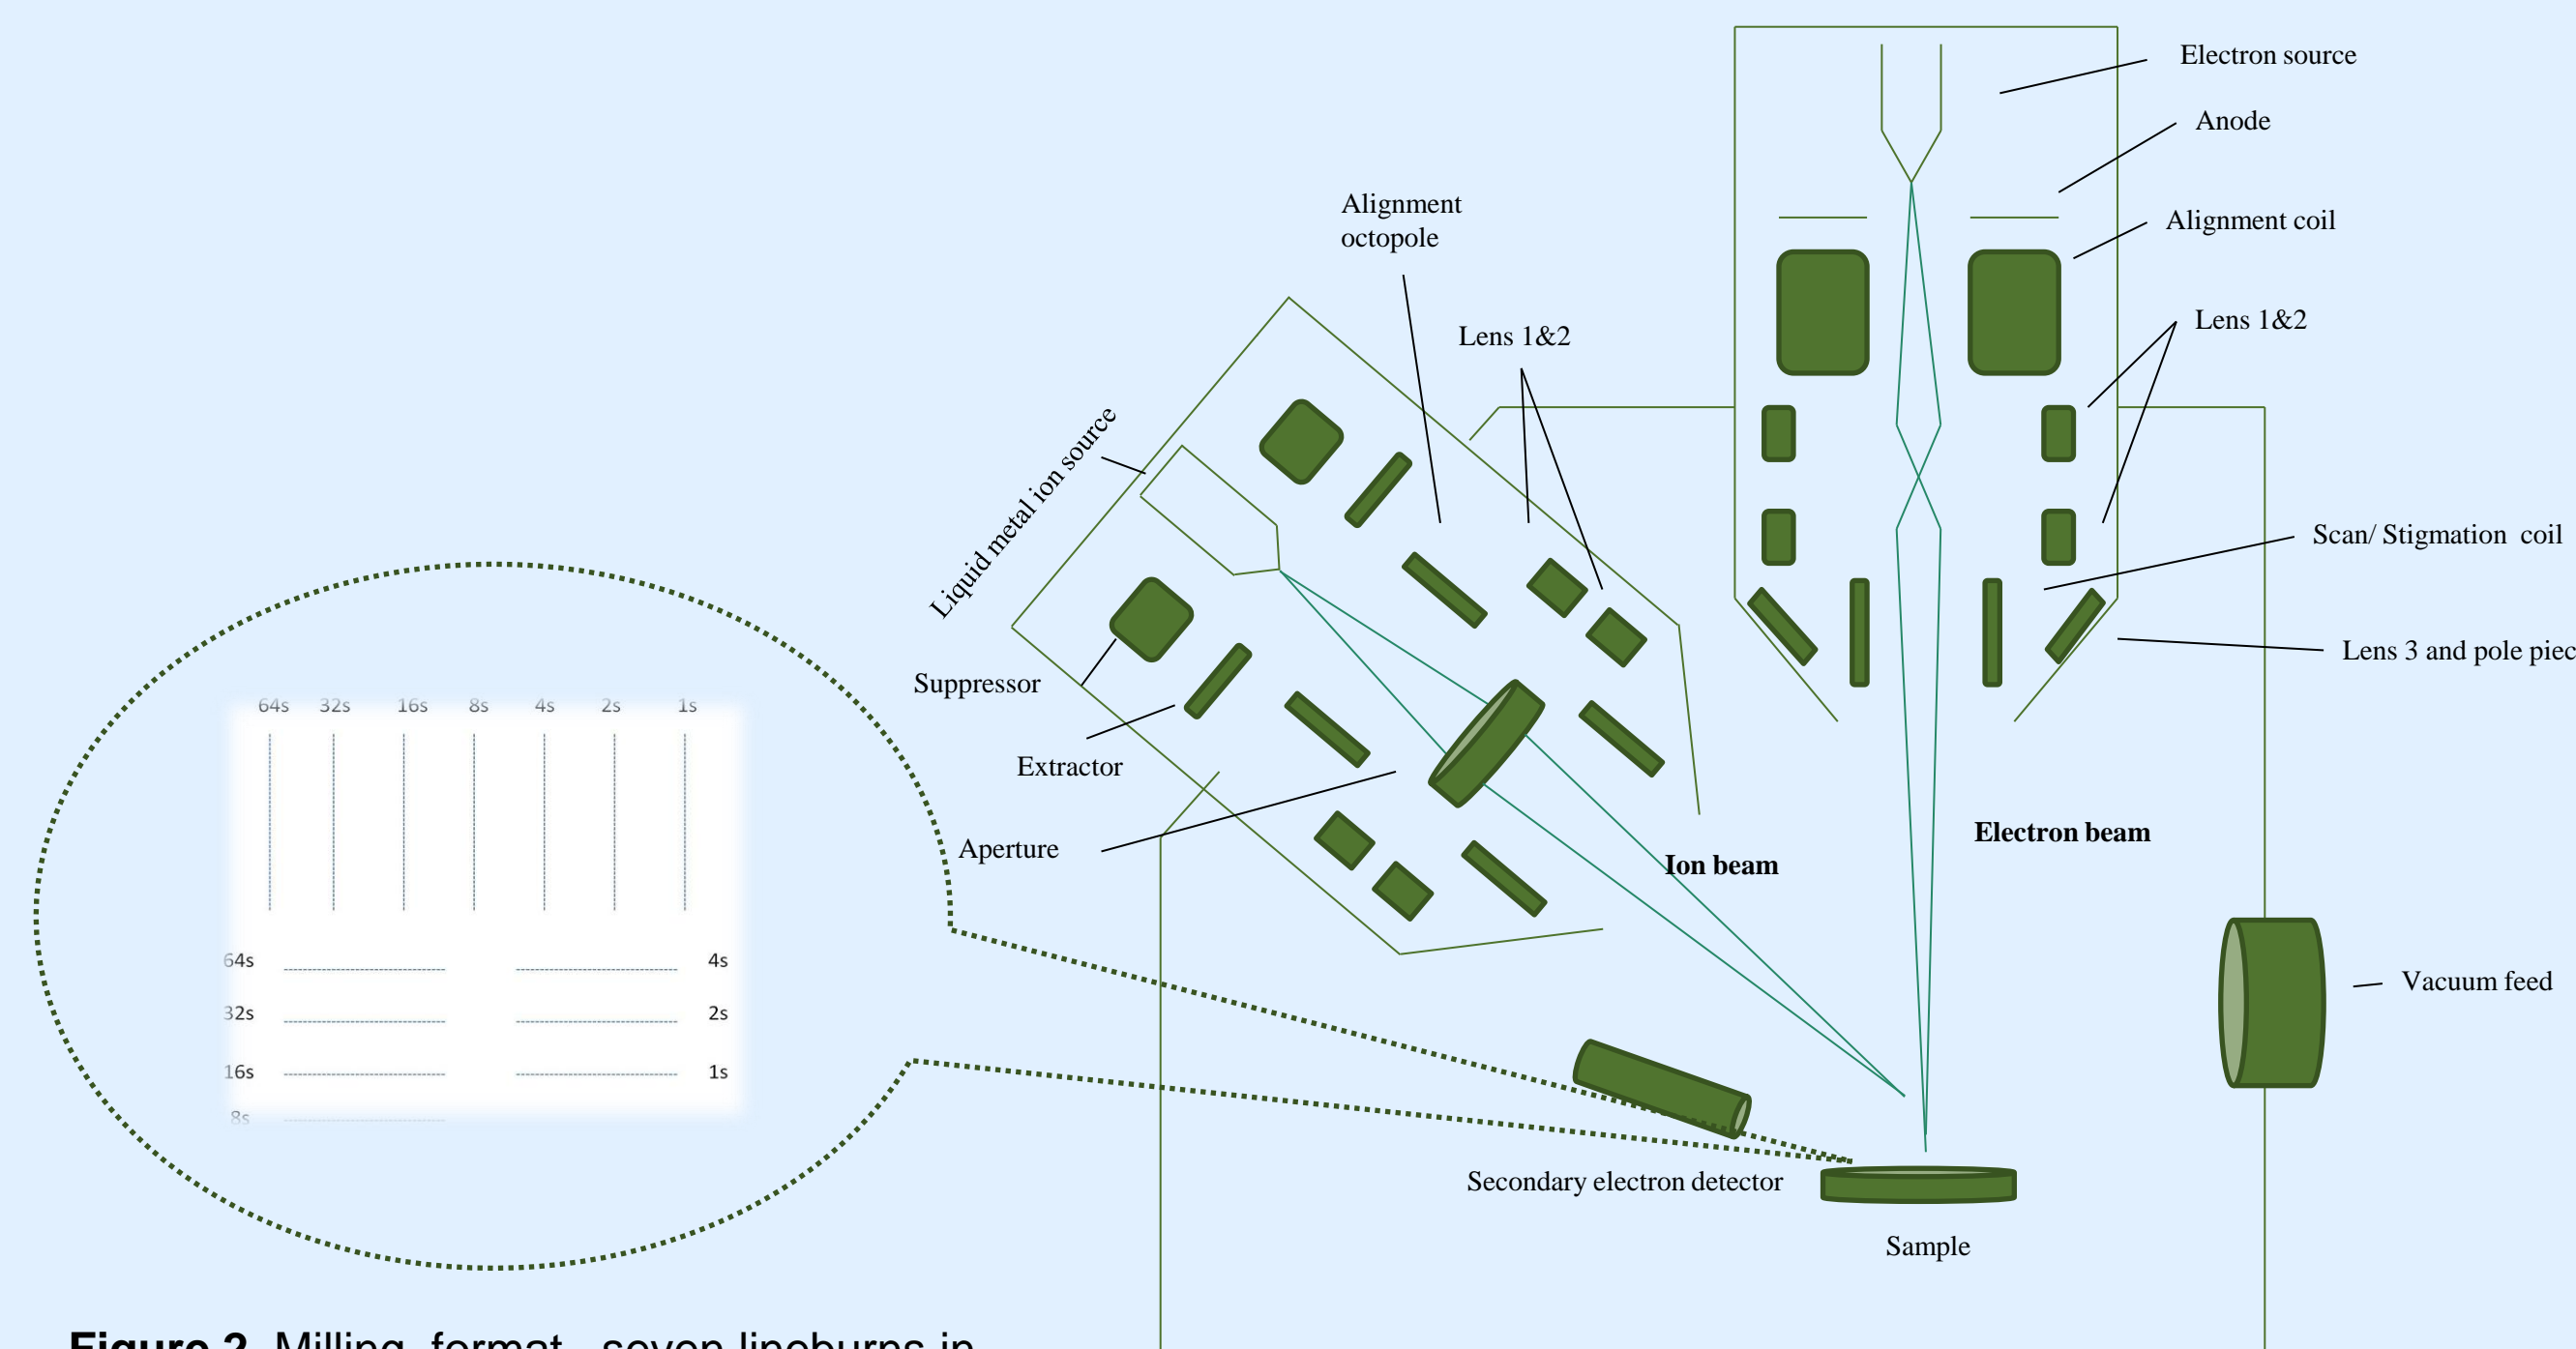 Electron source
Anode
Alignment coil
Lens 1&2
Scan/ Stigmation  coil
Lens 3 and pole piec
Alignment
octopole
Lens 1&2
Liquid metal ion source
Suppressor
Extractor
Aperture
Ion beam
Electron beam
Vacuum feed
Secondary electron detector
Sample
64s 32s 16s 8s 4s 2s 1s
64s 4s
32s 2s
16s 1s
8s
Figure 2. Milling format seven lineburns in